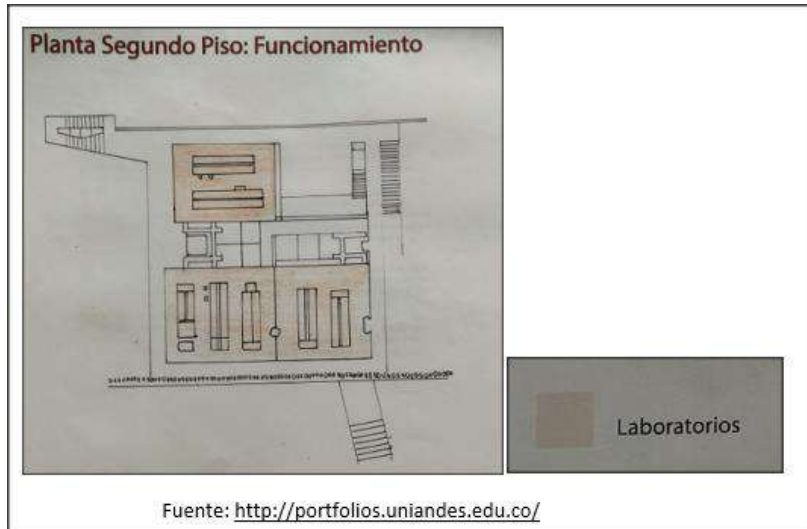 Planta Segundo Piso: Funcionamiento
Laboratorios
Fuente: http://portfolios.uniandes.edu.co/